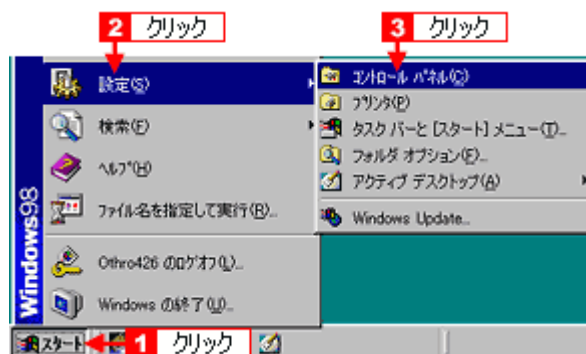 2 クリック
3 クリック
設定(S)
検索(F)
ヘルプ(H)
ファイル名を指定して実行(R)...
Othro426 のログオフ(L)...
Windows の終了(U)...
Windows98
コントロール パネル(C)
プリンタ(P)
タスク バーと [スタート] メニュー(T)...
フォルダ オプション(F)...
アクティブ デスクトップ(A)
Windows Update...
スタート
1 クリック